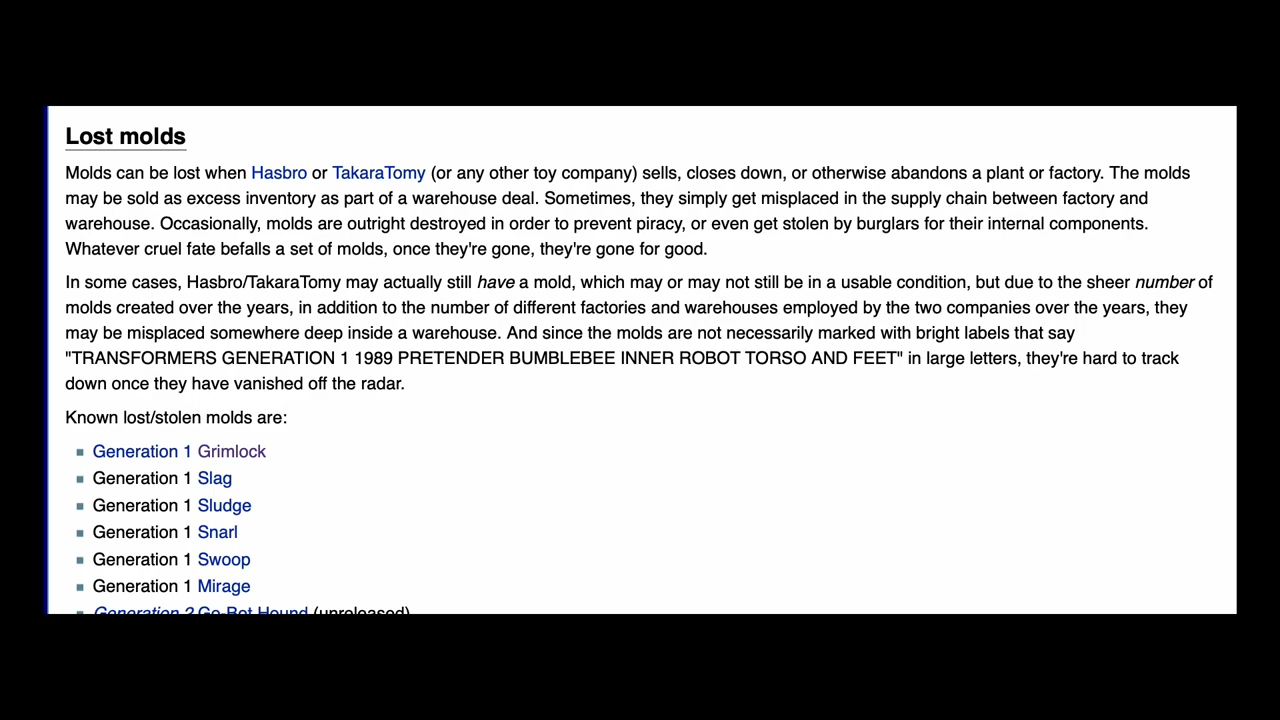 Lost molds
Molds can be lost when Hasbro or TakaraTomy (or any other toy company) sells, closes down, or otherwise abandons a plant or factory. The molds
may be sold as excess inventory as part of a warehouse deal. Sometimes, they simply get misplaced in the supply chain between factory and
warehouse. Occasionally, molds are outright destroyed in order to prevent piracy, or even get stolen by burglars for their internal components.
Whatever cruel fate befalls a set of molds, once they're gone, they're gone for good.
In some cases, Hasbro/TakaraTomy may actually still have a mold, which may or may not still be in a usable condition, but due to the sheer number of
molds created over the years, in addition to the number of different factories and warehouses employed by the two companies over the years, they
may be misplaced somewhere deep inside a warehouse. And since the molds are not necessarily marked with bright labels that say
"TRANSFORMERS GENERATION 1 1989 PRETENDER BUMBLEBEE INNER ROBOT TORSO AND FEET" in large letters, they're hard to track
down once they have vanished off the radar.
Known lost/stolen molds are:
Generation 1 Grimlock
Generation 1 Slag
Generation 1 Sludge
Generation 1 Snarl
Generation 1 Swoop
Generation 1 Mirage
Generation 2 Go-Bot Hound (unreleased)